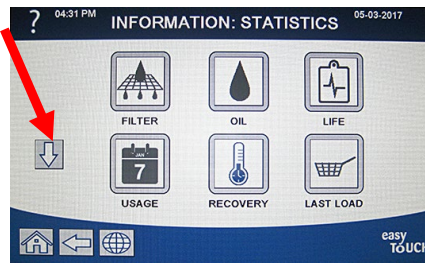 ? 04:31 PM INFORMATION: STATISTICS 05-03-2017
FILTER OIL LIFE
JAN
7
USAGE RECOVERY LAST LOAD
easy
TOUCH